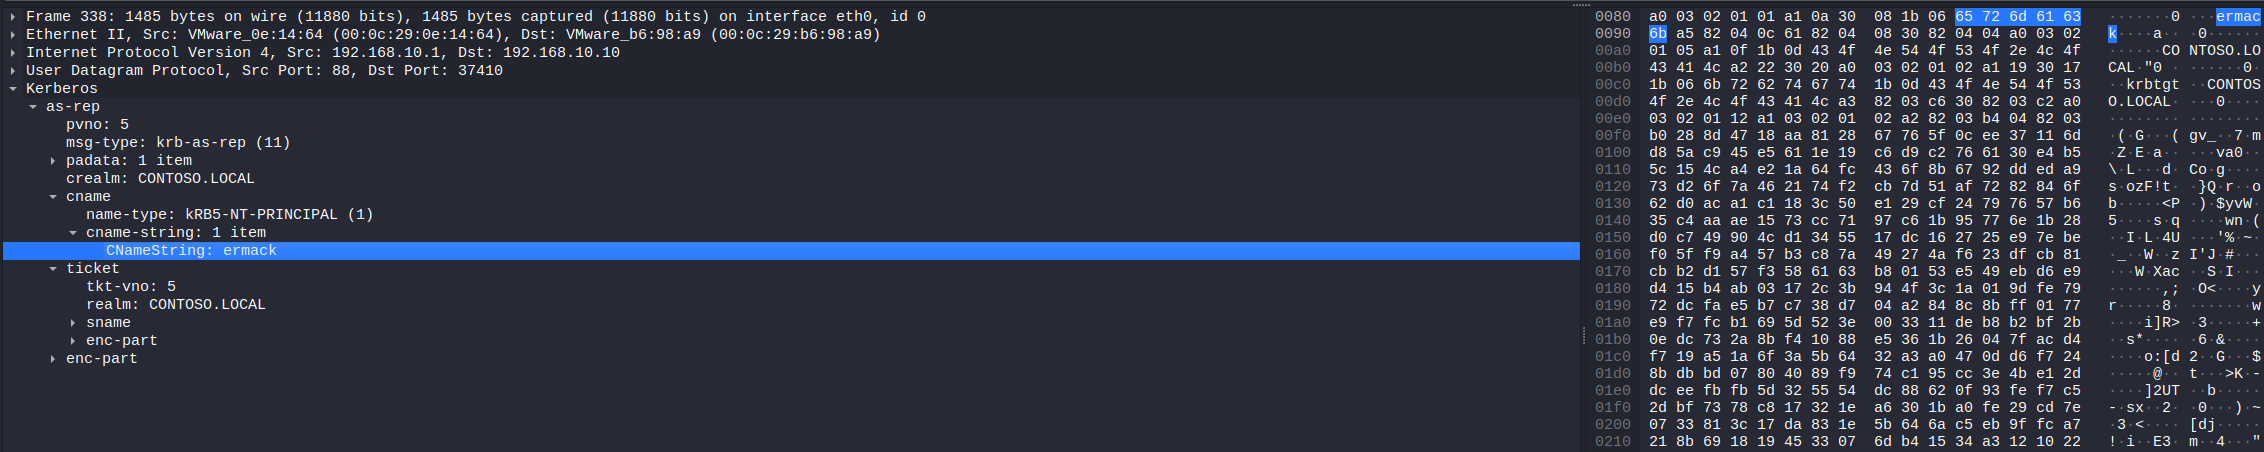 Frame 338: 1485 bytes on wire (11880 bits), 1485 bytes captured (11880 bits) on interface eth0, id 0
Ethernet II, Src: VMware_0e:14:64 (00:0c:29:0e:14:64), Dst: VMware_b6:98:a9 (00:0c:29:b6:98:a9)
Internet Protocol Version 4, Src: 192.168.10.1, Dst: 192.168.10.10
User Datagram Protocol, Src Port: 88, Dst Port: 37410
Kerberos
as-rep
pvno: 5
msg-type: krb-as-rep (11)
padata: 1 item
crealm: CONTOSO.LOCAL
cname
name-type: kRB5-NT-PRINCIPAL (1)
cname-string: 1 item
CNameString: ermack
ticket
tkt-vno: 5
realm: CONTOSO.LOCAL
sname
enc-part
enc-part
0080 a0 03 02 01 01 a1 0a 30 08 1b 06 65 72 6d 61 63 ·······0 ···ermac
0090 6b a5 82 04 0c 61 82 04 08 30 82 04 04 a0 03 02 k····a·· ·0······
00a0 01 05 a1 0f 1b 0d 43 4f 4e 54 4f 53 4f 2e 4c 4f ······CO NTOSO.LO
00b0 43 41 4c a2 22 30 20 a0 03 02 01 02 a1 19 30 17 CAL·"0 · ······0·
00c0 1b 06 6b 72 62 74 67 74 1b 0d 43 4f 4e 54 4f 53 ··krbtgt ··CONTOS
00d0 4f 2e 4c 4f 43 41 4c a3 82 03 c6 30 82 03 c2 a0 O.LOCAL· ···0····
00e0 03 02 01 12 a1 03 02 01 02 a2 82 03 b4 04 82 03 ········ ········
00f0 b0 28 8d 47 18 aa 81 28 67 76 5f 0c ee 37 11 6d ·(·G···( gv_··7·m
0100 d8 5a c9 45 e5 61 1e 19 c6 d9 c2 76 61 30 e4 b5 ·Z·E·a·· ···va0··
0110 5c 15 4c a4 e2 1a 64 fc 43 6f 8b 67 92 dd ed a9 \·L···d· Co·g····
0120 73 d2 6f 7a 46 21 74 f2 cb 7d 51 af 72 82 84 6f s·ozF!t· ·}Q·r··o
0130 62 d0 ac a1 c1 18 3c 50 e1 29 cf 24 79 76 57 b6 b·····<P ·)·$yvW·
0140 35 c4 aa ae 15 73 cc 71 97 c6 1b 95 77 6e 1b 28 5····s·q ····wn·(
0150 d0 c7 49 90 4c d1 34 55 17 dc 16 27 25 e9 7e be ··I·L·4U ···'%·~·
0160 f0 5f f9 a4 57 b3 c8 7a 49 27 4a f6 23 df cb 81 ·_··W··z I'J·#···
0170 cb b2 d1 57 f3 58 61 63 b8 01 53 e5 49 eb d6 e9 ···W·Xac ··S·I···
0180 d4 15 b4 ab 03 17 2c 3b 94 4f 3c 1a 01 9d fe 79 ······,; ·O<····y
0190 72 dc fa e5 b7 c7 38 d7 04 a2 84 8c 8b ff 01 77 r·····8· ·······w
01a0 e9 f7 fc b1 69 5d 52 3e 00 33 11 de b8 b2 bf 2b ····i]R> ·3·····+
01b0 0e dc 73 2a 8b f4 10 88 e5 36 1b 26 04 7f ac d4 ··s*···· ·6·&····
01c0 f7 19 a5 1a 6f 3a 5b 64 32 a3 a0 47 0d d6 f7 24 ····o:[d 2··G···$
01d0 8b db bd 07 80 40 89 f9 74 c1 95 cc 3e 4b e1 2d ·····@·· t···>K·-
01e0 dc ee fb fb 5d 32 55 54 dc 88 62 0f 93 fe f7 c5 ····]2UT ··b·····
01f0 2d bf 73 78 c8 17 32 1e a6 30 1b a0 fe 29 cd 7e -·sx··2· ·0···)·~
0200 07 33 81 3c 17 da 83 1e 5b 64 6a c5 eb 9f fc a7 ·3·<···· [dj·····
0210 21 8b 69 18 19 45 33 07 6d b4 15 34 a3 12 10 22 !·i··E3· m··4···"